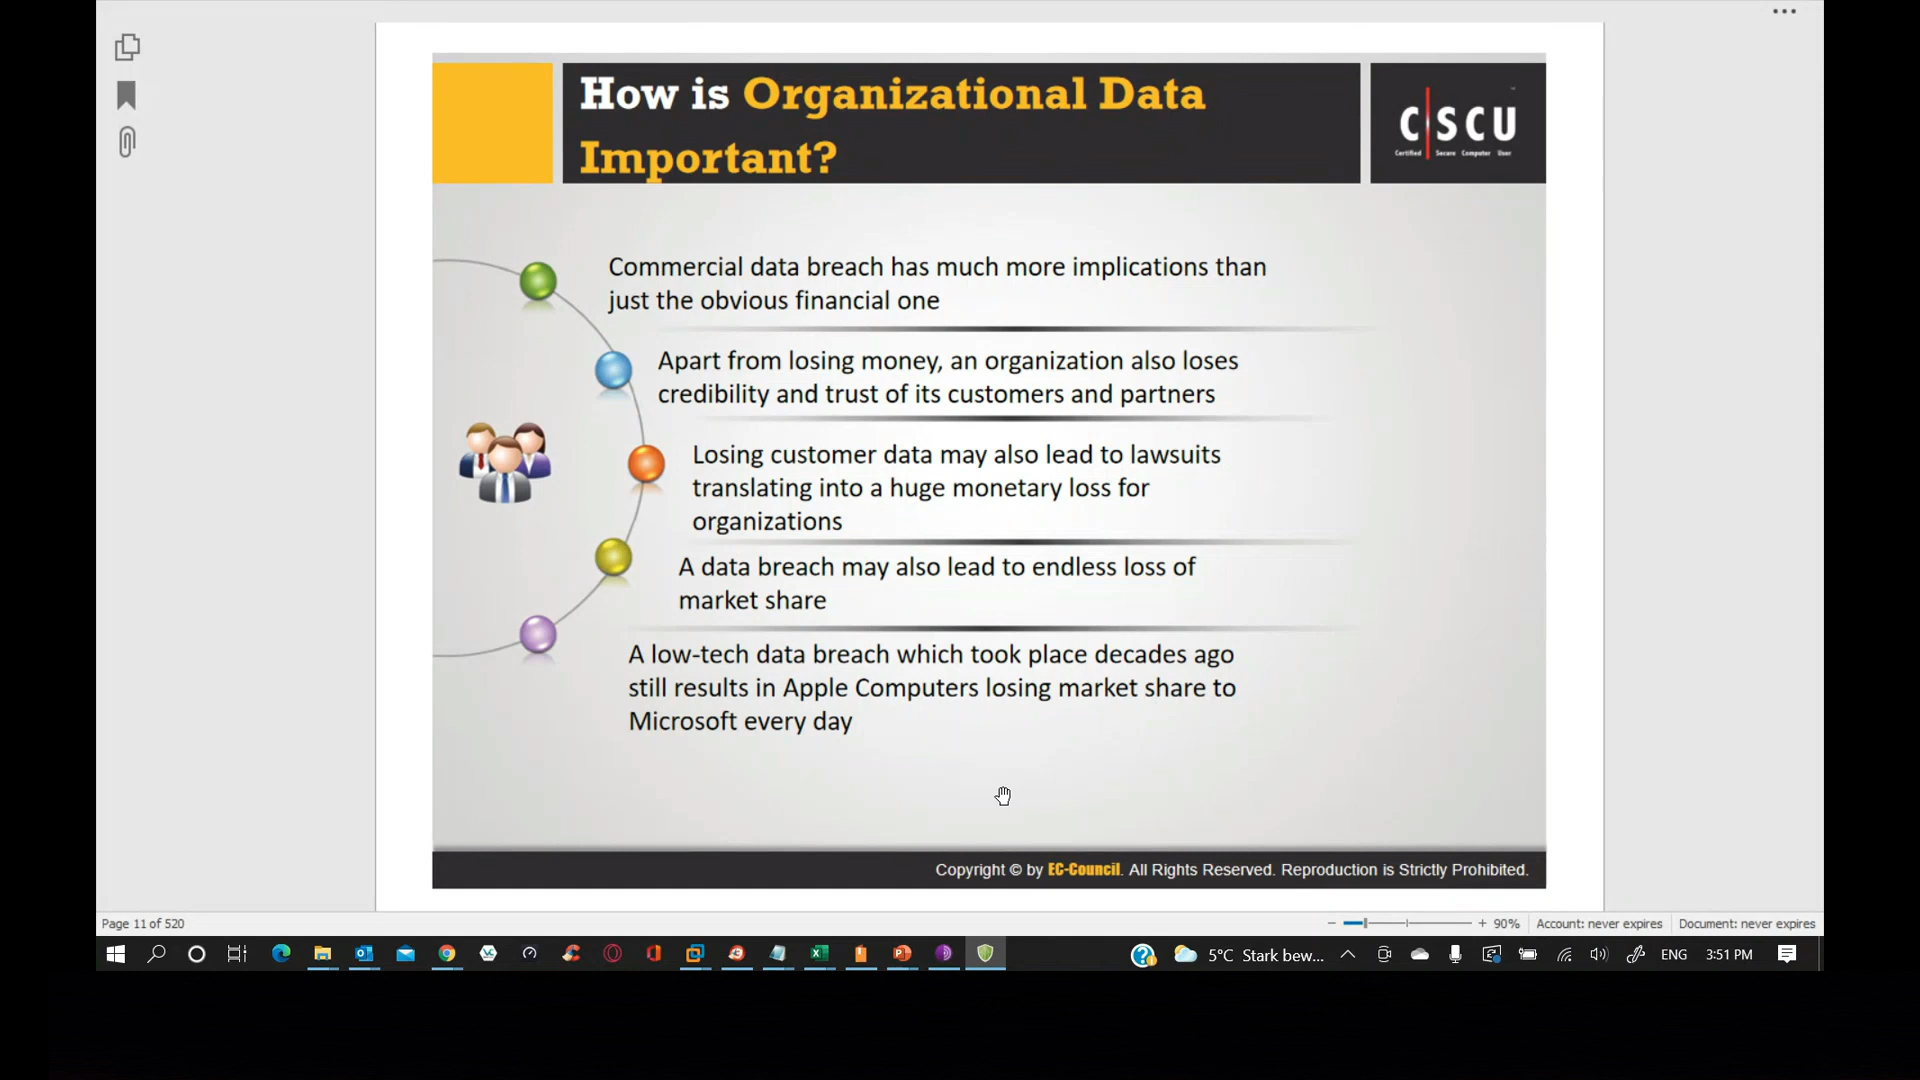 How is Organizational Data
Important?
CSCU
Certified Secure Computer User
Commercial data breach has much more implications than
just the obvious financial one
Apart from losing money, an organization also loses
credibility and trust of its customers and partners
Losing customer data may also lead to lawsuits
translating into a huge monetary loss for
organizations
A data breach may also lead to endless loss of
market share
A low-tech data breach which took place decades ago
still results in Apple Computers losing market share to
Microsoft every day
Copyright © by EC-Council. All Rights Reserved. Reproduction is Strictly Prohibited.
Page 11 of 520
90%
Account: never expires
Document: never expires
5°C Stark bew...
ENG
3:51 PM